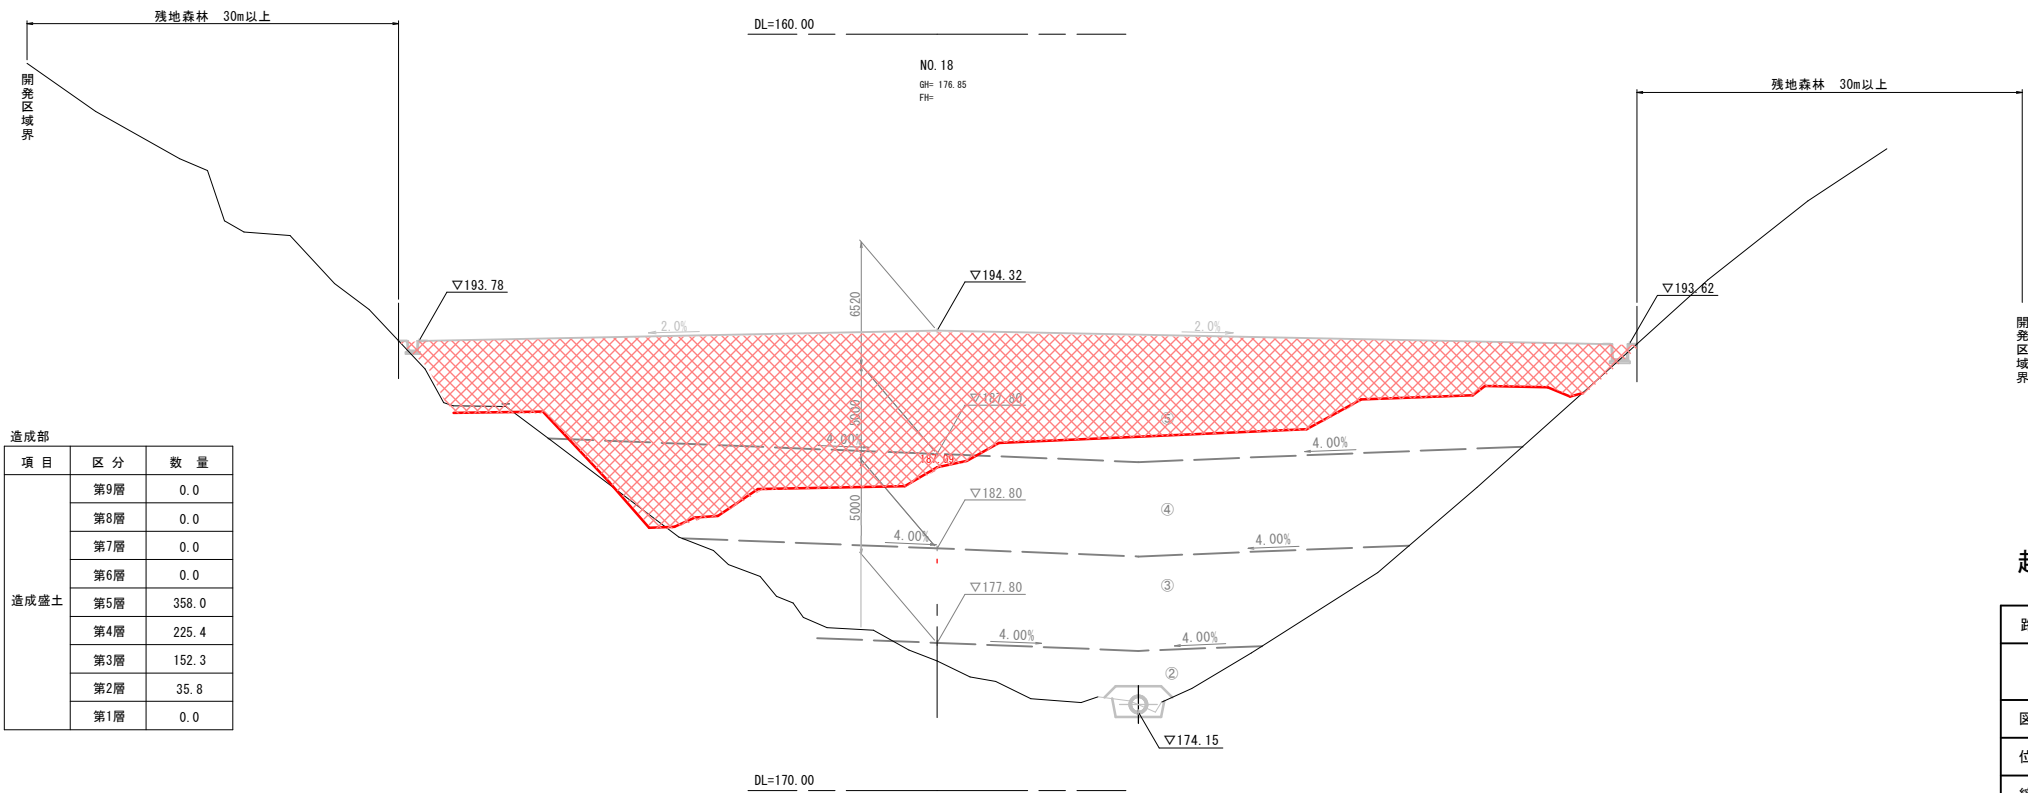 残地森林　30m以上
DL=160.00
NO.18
GH= 176.85
FH=
残地森林　30m以上
開発区域界
▽193.78
6520
▽194.32
▽193.62
2.0%
2.0%
開発区域界
▽187.80
5000
⑤
4.00%
4.00%
187.09
造成部
項 目 区 分 数 量
第9層 0.0
第8層 0.0
第7層 0.0
第6層 0.0
造成盛土 第5層 358.0
第4層 225.4
第3層 152.3
第2層 35.8
第1層 0.0
▽182.80
5000
④
4.00%
4.00%
③
▽177.80
4.00%
4.00%
②
▽174.15
DL=170.00